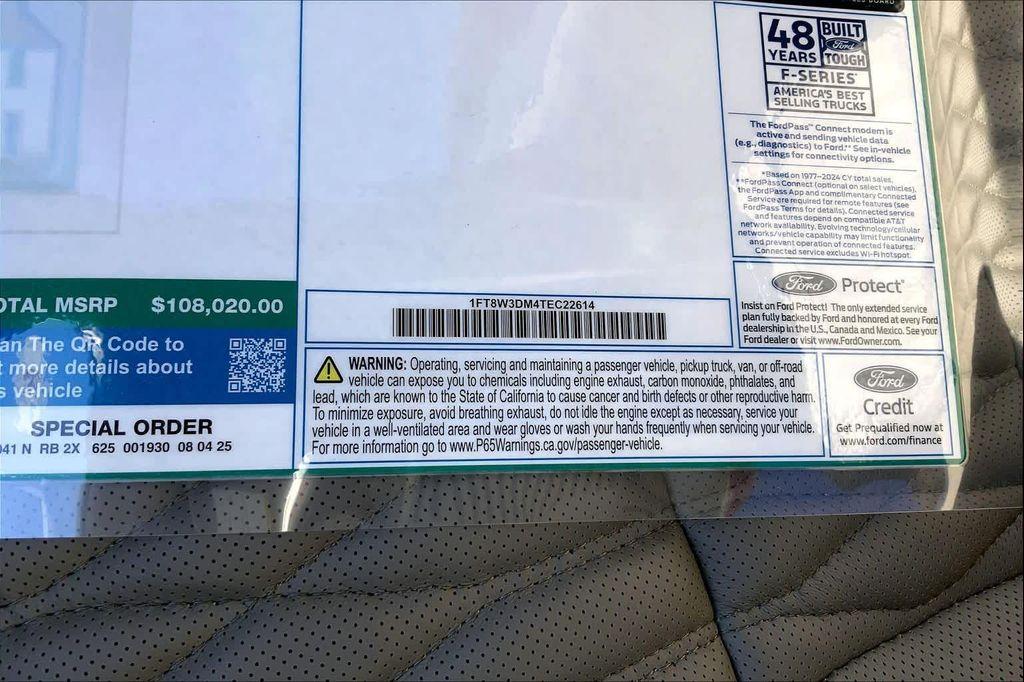 48 YEARS
BUILT
Ford
TOUGH
F-SERIES®
AMERICA'S BEST
SELLING TRUCKS
The FordPass™ Connect modem is
active and sending vehicle data
(e.g., diagnostics) to Ford.** See in-vehicle
settings for connectivity options.
*Based on 1977-2024 CY total sales.
**FordPass Connect (optional on select vehicles),
the FordPass App and complimentary Connected
Service are required for remote features (see
FordPass Terms for details). Connected service
and features depend on compatible AT&T
network availability. Evolving technology/cellular
networks/vehicle capability may limit functionality
and prevent operation of connected features.
Connected service excludes Wi-Fi hotspot.
Ford Protect®
Insist on Ford Protect! The only extended service
plan fully backed by Ford and honored at every Ford
dealership in the U.S., Canada and Mexico. See your
Ford dealer or visit www.FordOwner.com.
Ford
Credit
Get Prequalified now at
www.ford.com/finance
1FT8W3DM4TEC22614
WARNING: Operating, servicing and maintaining a passenger vehicle, pickup truck, van, or off-road
vehicle can expose you to chemicals including engine exhaust, carbon monoxide, phthalates, and
lead, which are known to the State of California to cause cancer and birth defects or other reproductive harm.
To minimize exposure, avoid breathing exhaust, do not idle the engine except as necessary, service your
vehicle in a well-ventilated area and wear gloves or wash your hands frequently when servicing your vehicle.
For more information go to www.P65Warnings.ca.gov/passenger-vehicle.
OTAL MSRP $108,020.00
an The QR Code to
t more details about
s vehicle
SPECIAL ORDER
041 N RB 2X 625 001930 08 04 25